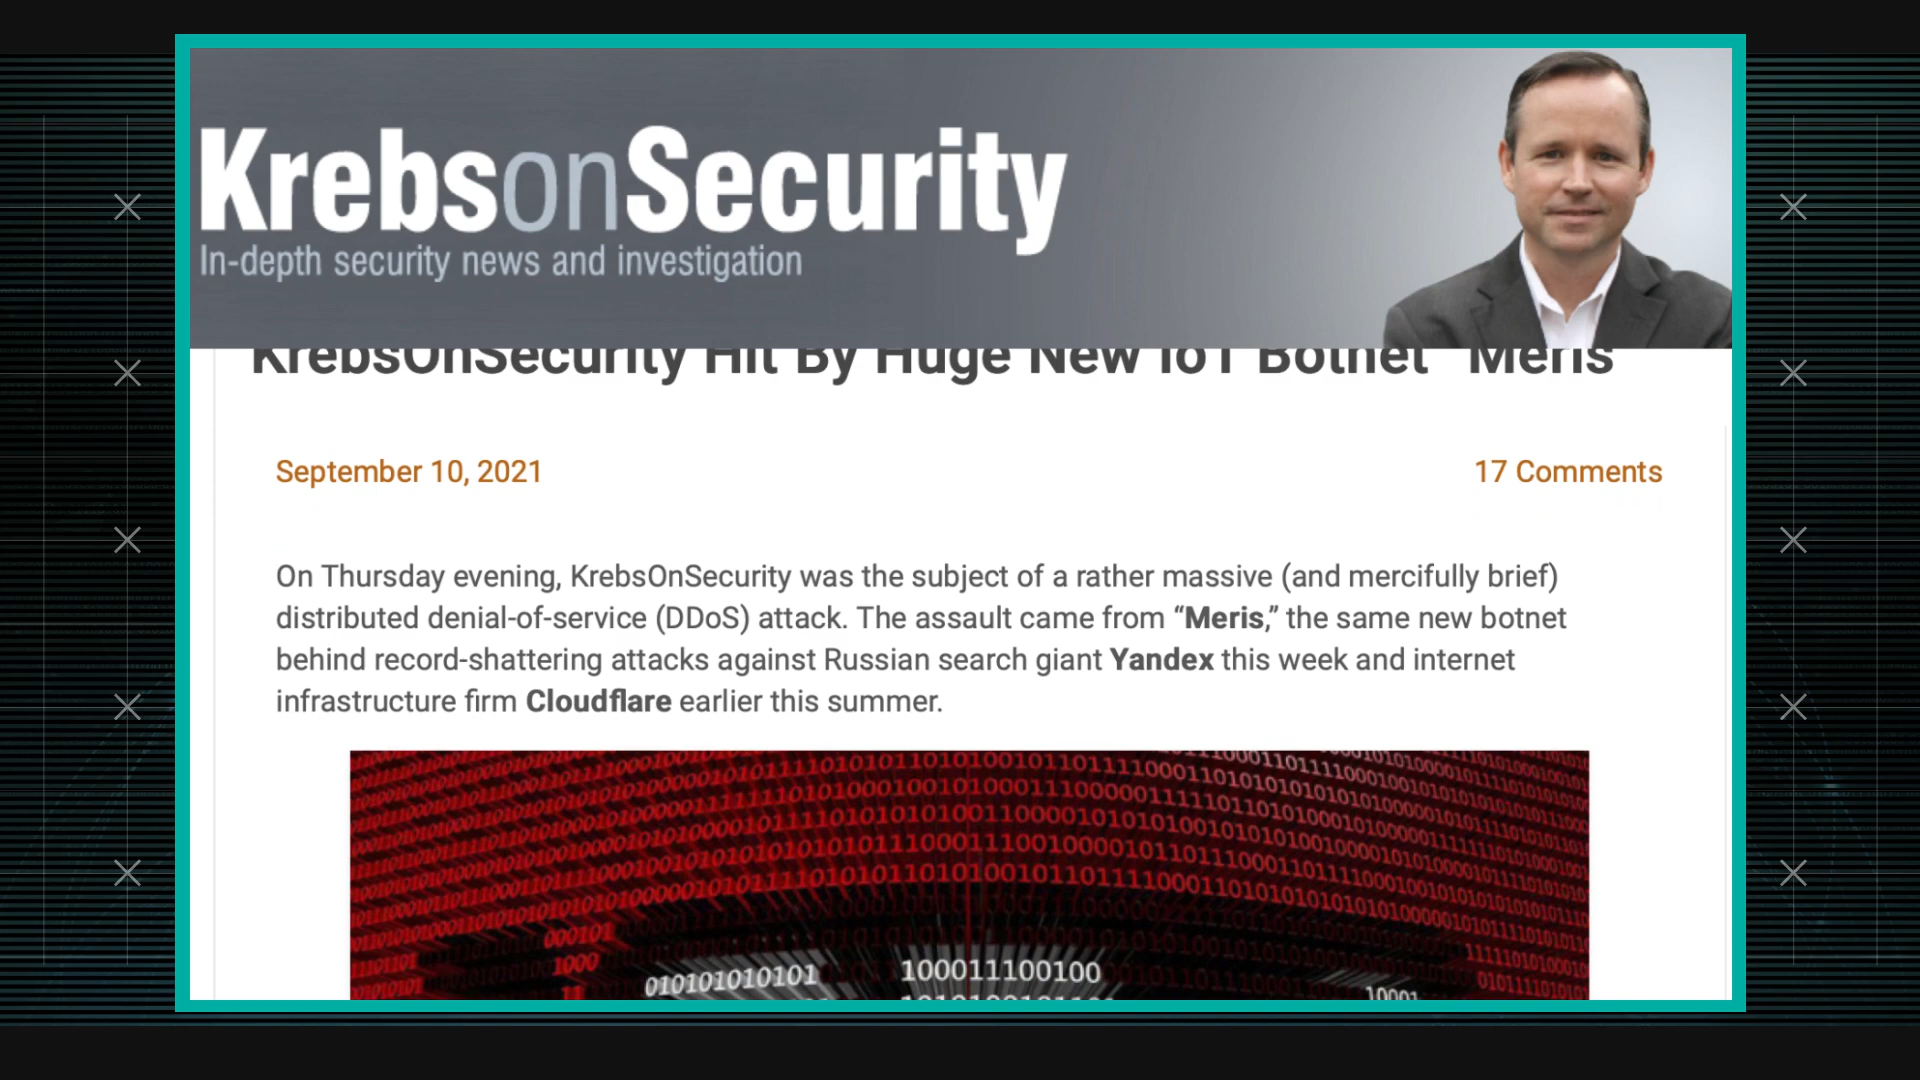 KrebsonSecurity
In-depth security news and investigation
KrebsOnSecurity Hit By Huge New IoT Botnet "Meris"
September 10, 2021
17 Comments
On Thursday evening, KrebsOnSecurity was the subject of a rather massive (and mercifully brief)
distributed denial-of-service (DDoS) attack. The assault came from “Meris,” the same new botnet
behind record-shattering attacks against Russian search giant Yandex this week and internet
infrastructure firm Cloudflare earlier this summer.
010101010101
100011100100